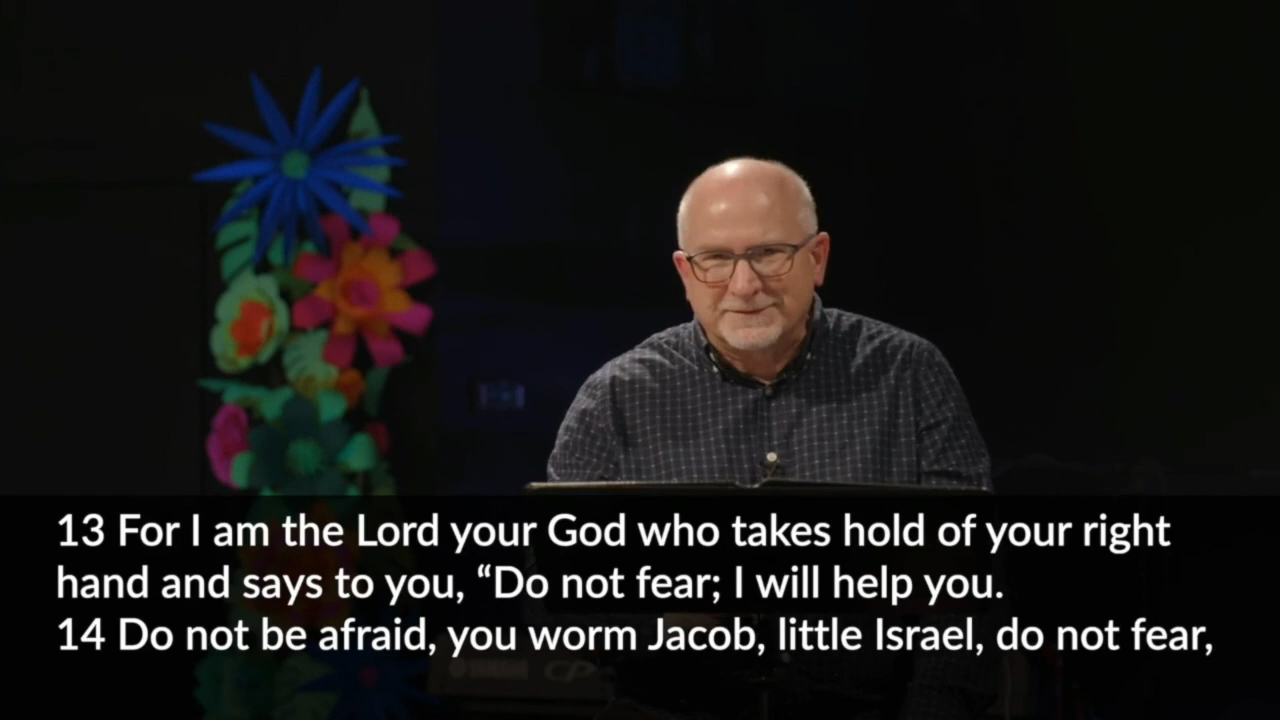 13 For I am the Lord your God who takes hold of your right
hand and says to you, “Do not fear; I will help you.
14 Do not be afraid, you worm Jacob, little Israel, do not fear,
CP